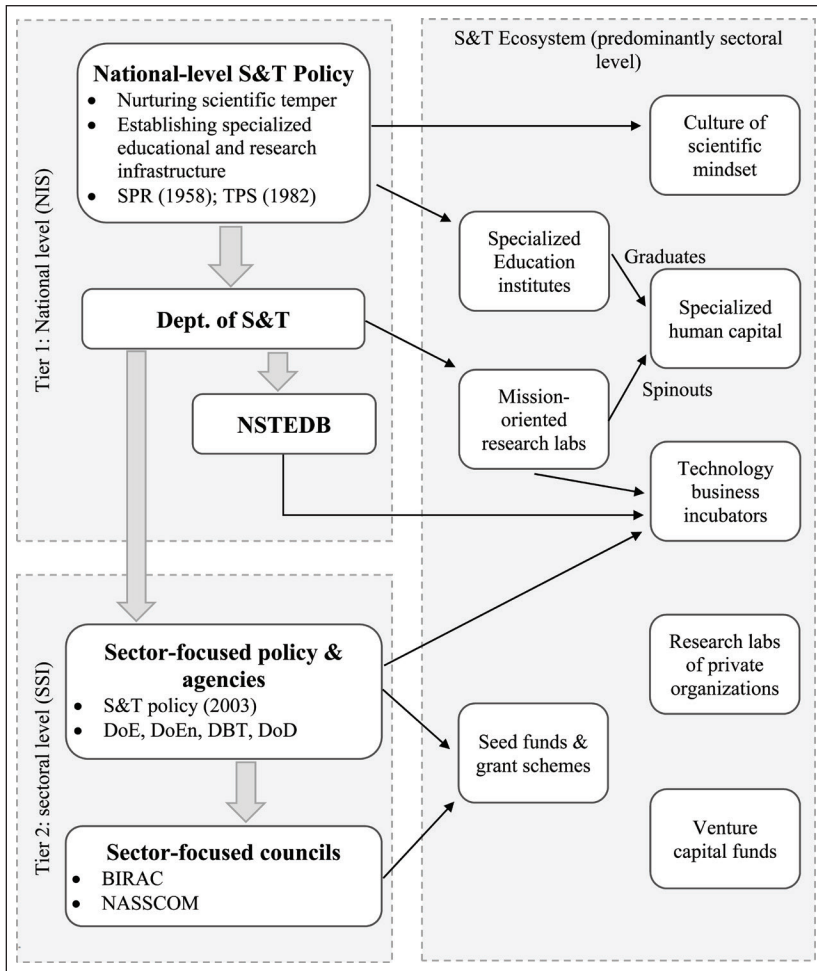 Tier 1: National level (NIS)
National-level S&T Policy
• Nurturing scientific temper
• Establishing specialized
educational and research
infrastructure
• SPR (1958); TPS (1982)
Dept. of S&T
NSTEDB
Tier 2: sectoral level (SSI)
Sector-focused policy &
agencies
• S&T policy (2003)
• DoE, DoEn, DBT, DoD
Sector-focused councils
• BIRAC
• NASSCOM
S&T Ecosystem (predominantly sectoral
level)
Culture of
scientific
mindset
Specialized
Education
institutes
Graduates
Specialized
human capital
Mission-
oriented
research labs
Spinouts
Technology
business
incubators
Research labs
of private
organizations
Seed funds &
grant schemes
Venture
capital funds